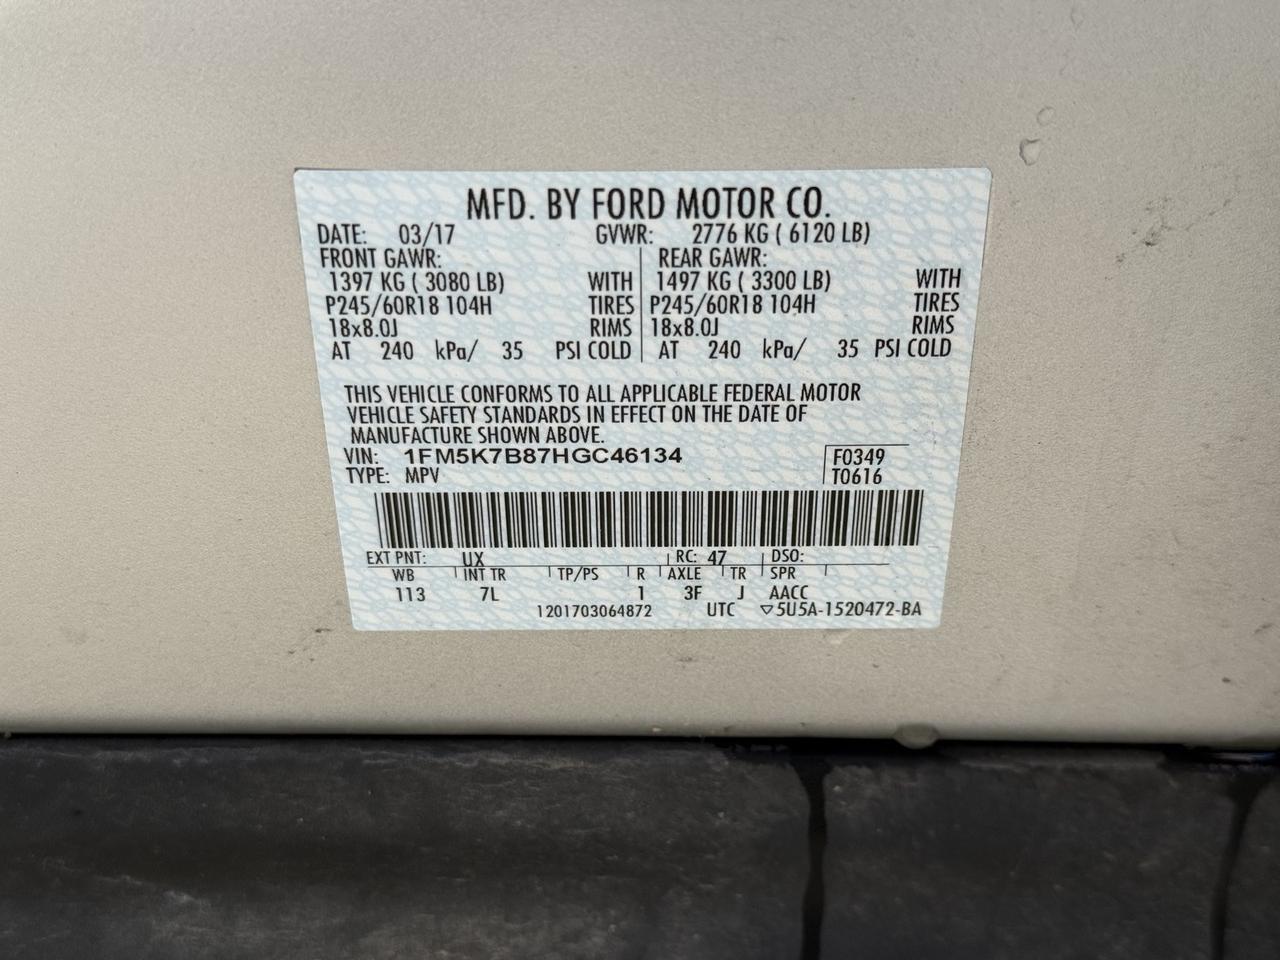 MFD. BY FORD MOTOR CO.
DATE: 03/17 GVWR: 2776 KG ( 6120 LB)
FRONT GAWR: REAR GAWR:
1397 KG ( 3080 LB) WITH 1497 KG ( 3300 LB) WITH
P245/60R18 104H TIRES P245/60R18 104H TIRES
18x8.0J RIMS 18x8.0J RIMS
AT 240 kPa/ 35 PSI COLD AT 240 kPa/ 35 PSI COLD
THIS VEHICLE CONFORMS TO ALL APPLICABLE FEDERAL MOTOR
VEHICLE SAFETY STANDARDS IN EFFECT ON THE DATE OF
MANUFACTURE SHOWN ABOVE.
VIN: 1FM5K7B87HGC46134 F0349
TYPE: MPV T0616
EXT PNT: UX RC: 47 DSO:
WB INT TR TP/PS R AXLE TR SPR
113 7L 1 3F J AACC
1201703064872 UTC ▽5U5A-1520472-BA